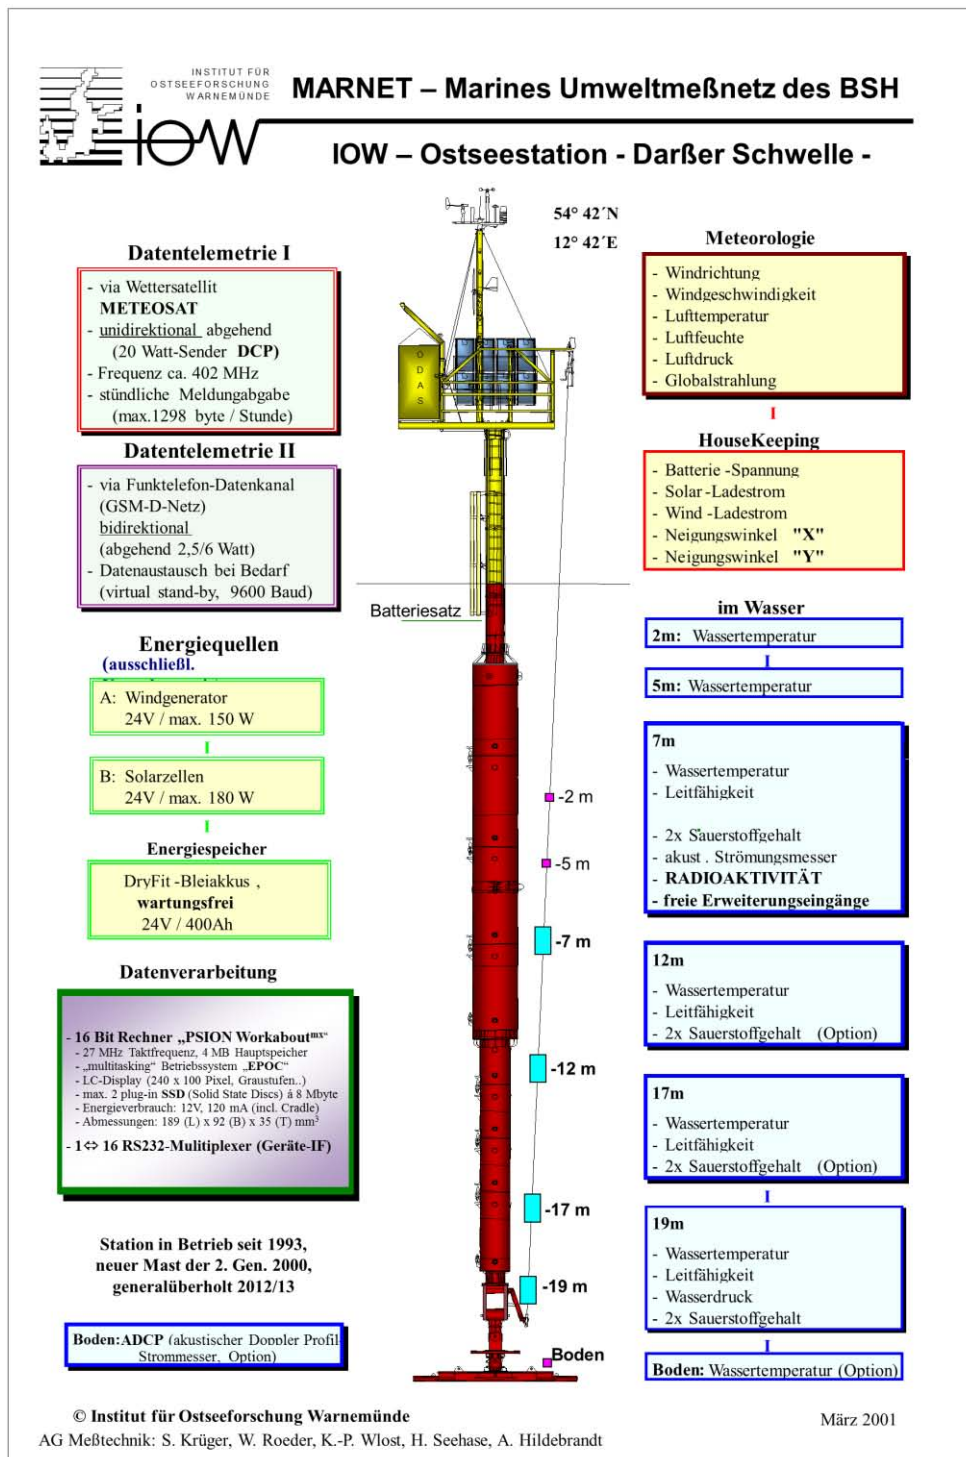 INSTITUT FÜR
OSTSEEFORSCHUNG
WARNEMÜNDE
iOW
MARNET – Marines Umweltmeßnetz des BSH
IOW – Ostseestation - Darßer Schwelle -
54° 42´N
12° 42´E
Datentelemetrie I
- via Wettersatellit
METEOSAT
- unidirektional abgehend
(20 Watt-Sender DCP)
- Frequenz ca. 402 MHz
- stündliche Meldungabgabe
(max.1298 byte / Stunde)
Datentelemetrie II
- via Funktelefon-Datenkanal
(GSM-D-Netz)
bidirektional
(abgehend 2,5/6 Watt)
- Datenaustausch bei Bedarf
(virtual stand-by, 9600 Baud)
Energiequellen
(ausschließl.
A: Windgenerator
24V / max. 150 W
I
B: Solarzellen
24V / max. 180 W
I
Energiespeicher
DryFit -Bleiakkus ,
wartungsfrei
24V / 400Ah
Datenverarbeitung
- 16 Bit Rechner „PSION Workabout mx“
- 27 MHz Taktfrequenz, 4 MB Hauptspeicher
- „multitasking“ Betriebssystem „EPOC“
- LC-Display (240 x 100 Pixel, Graustufen..)
- max. 2 plug-in SSD (Solid State Discs) á 8 Mbyte
- Energieverbrauch: 12V, 120 mA (incl. Cradle)
- Abmessungen: 189 (L) x 92 (B) x 35 (T) mm³
- 1⇔ 16 RS232-Mulitiplexer (Geräte-IF)
Station in Betrieb seit 1993,
neuer Mast der 2. Gen. 2000,
generalüberholt 2012/13
Boden:ADCP (akustischer Doppler Profil-
Strommesser, Option)
ODAS
Batteriesatz
-2 m
-5 m
-7 m
-12 m
-17 m
-19 m
Boden
Meteorologie
- Windrichtung
- Windgeschwindigkeit
- Lufttemperatur
- Luftfeuchte
- Luftdruck
- Globalstrahlung
I
HouseKeeping
- Batterie -Spannung
- Solar -Ladestrom
- Wind -Ladestrom
- Neigungswinkel "X"
- Neigungswinkel "Y"
im Wasser
2m: Wassertemperatur
I
5m: Wassertemperatur
7m
- Wassertemperatur
- Leitfähigkeit
- 2x Sauerstoffgehalt
- akust . Strömungsmesser
- RADIOAKTIVITÄT
- freie Erweiterungseingänge
12m
- Wassertemperatur
- Leitfähigkeit
- 2x Sauerstoffgehalt (Option)
17m
- Wassertemperatur
- Leitfähigkeit
- 2x Sauerstoffgehalt (Option)
I
19m
- Wassertemperatur
- Leitfähigkeit
- Wasserdruck
- 2x Sauerstoffgehalt
I
Boden: Wassertemperatur (Option)
© Institut für Ostseeforschung Warnemünde
März 2001
AG Meßtechnik: S. Krüger, W. Roeder, K.-P. Wlost, H. Seehase, A. Hildebrandt